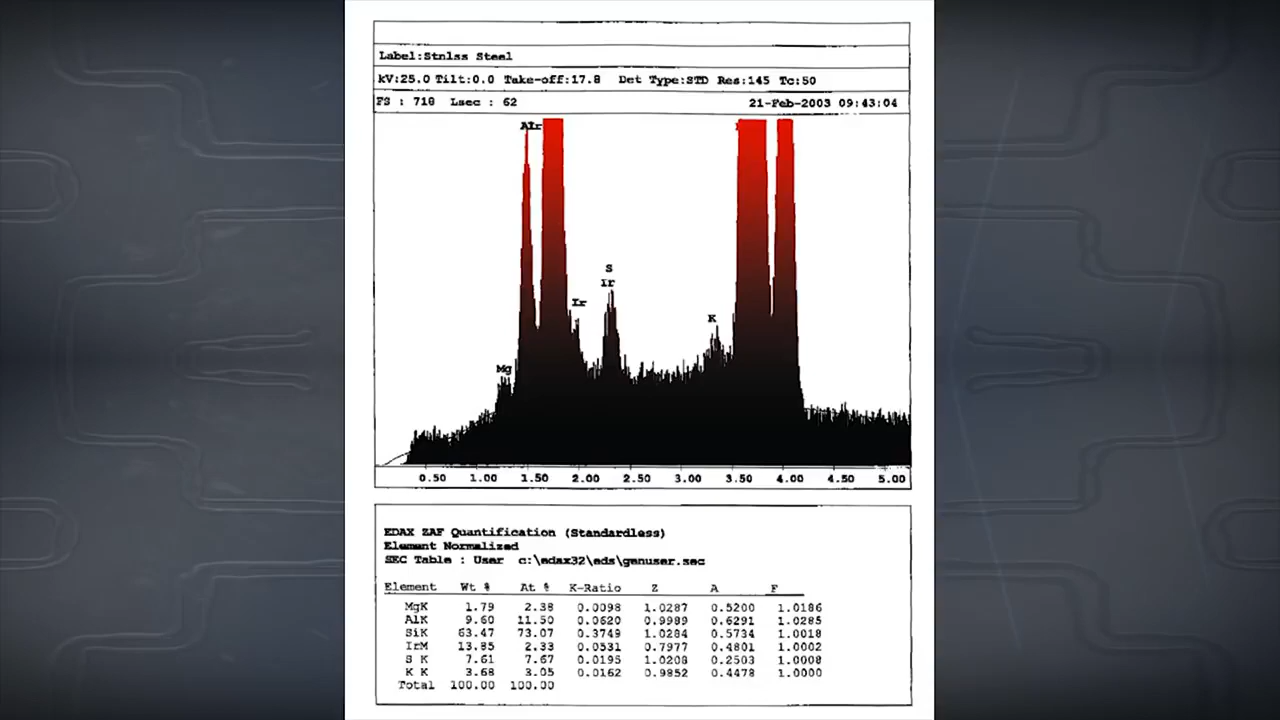 Label:Stnlss Steel
kV:25.0 Tilt:0.0 Take-off:17.8 Det Type:STD Res:145 Tc:50
FS : 718 Lsec : 62 21-Feb-2003 09:43:04
AIr
S
Ir
Ir
K
Mg
0.50 1.00 1.50 2.00 2.50 3.00 3.50 4.00 4.50 5.00
EDAX ZAF Quantification (Standardless)
Element Normalized
SEC Table : User c:\edax32\eds\genuser.sec
Element Wt % At % K-Ratio Z A F
MgK 1.79 2.38 0.0098 1.0287 0.5200 1.0186
AlK 9.60 11.50 0.0620 0.9989 0.6291 1.0285
SiK 63.47 73.07 0.3749 1.0284 0.5734 1.0018
IrM 13.85 2.33 0.0531 0.7977 0.4801 1.0002
S K 7.61 7.67 0.0195 1.0208 0.2503 1.0008
K K 3.68 3.05 0.0162 0.9852 0.4478 1.0000
Total 100.00 100.00